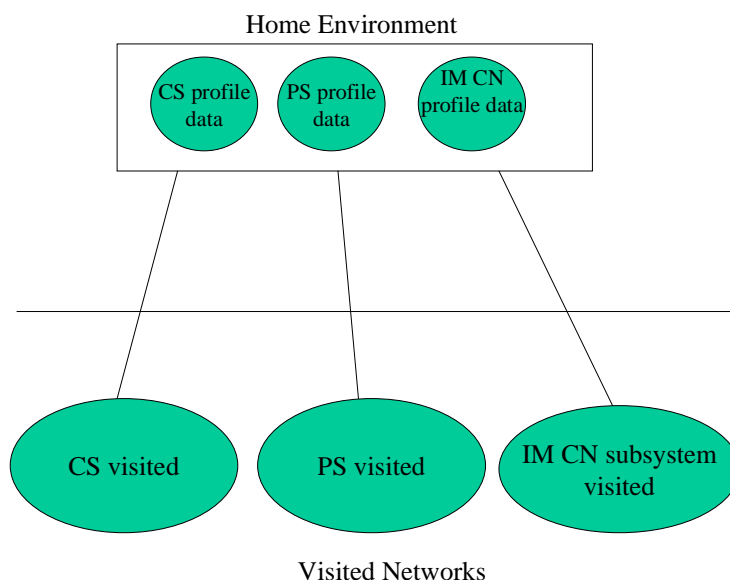 Home Environment
CS profile
data
PS profile
data
IM CN
profile data
CS visited
PS visited
IM CN subsystem
visited
Visited Networks